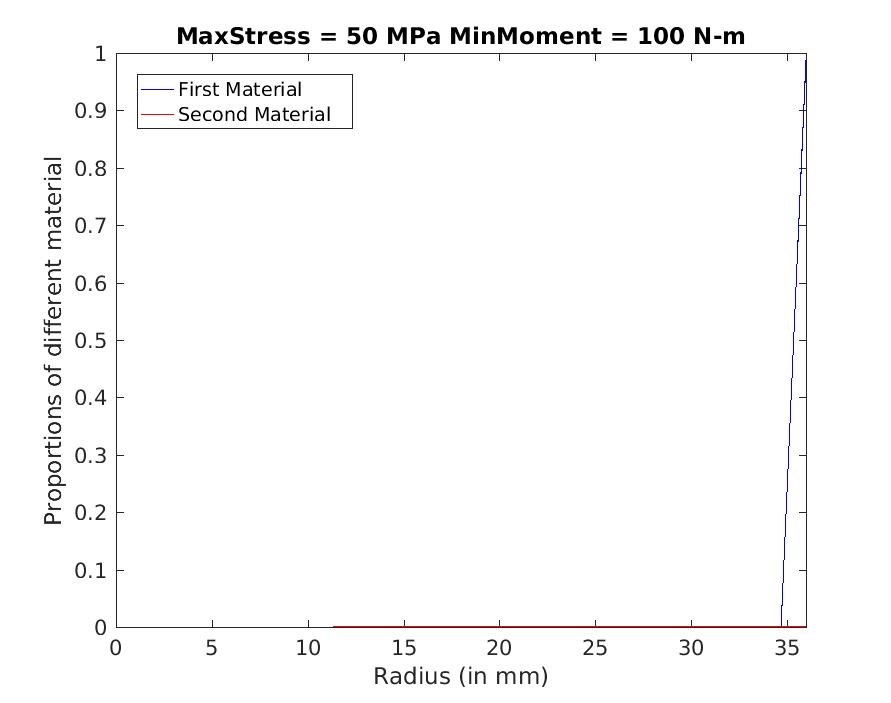 MaxStress = 50 MPa MinMoment = 100 N-m
1
First Material
Second Material
0.9
0.8
0.7
0.6
0.5
0.4
0.3
0.2
0.1
0
Proportions of different material
0 5 10 15 20 25 30 35
Radius (in mm)